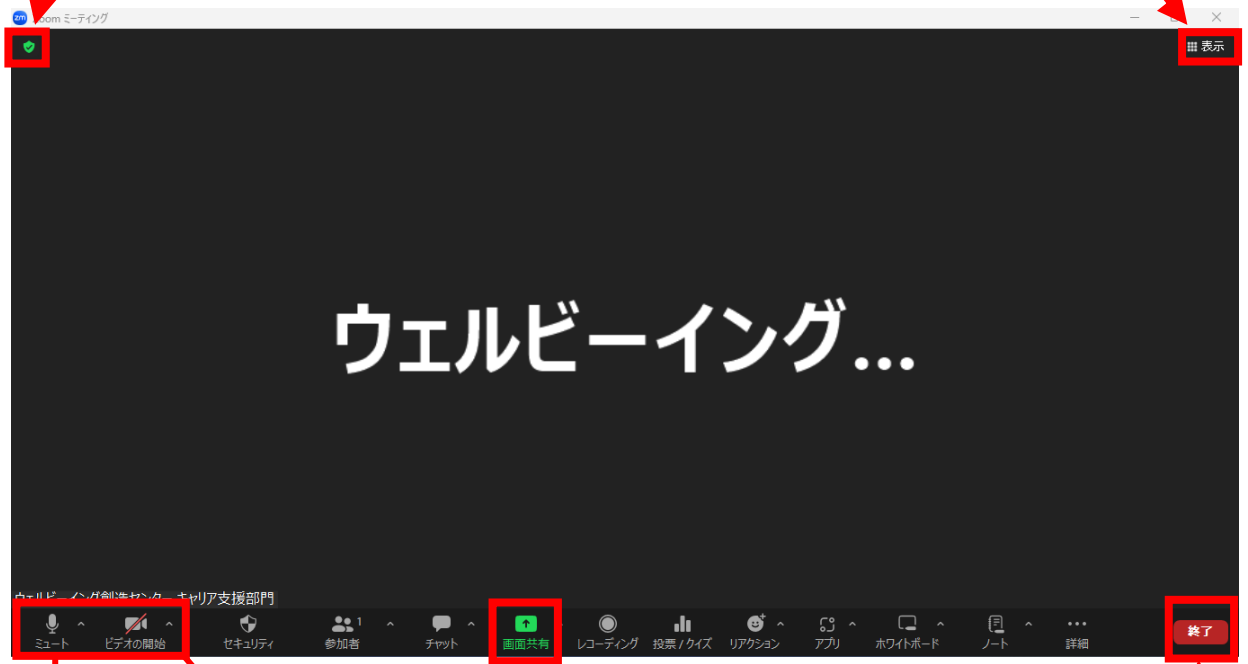 zm Zoom ミーティング
表示
ウェルビーイング...
ウェルビーイング創造センター キャリア支援部門
ミュート ビデオの開始 セキュリティ 参加者 1 チャット 画面共有 レコーディング 投票 / クイズ リアクション アプリ ホワイトボード ノート 詳細 終了